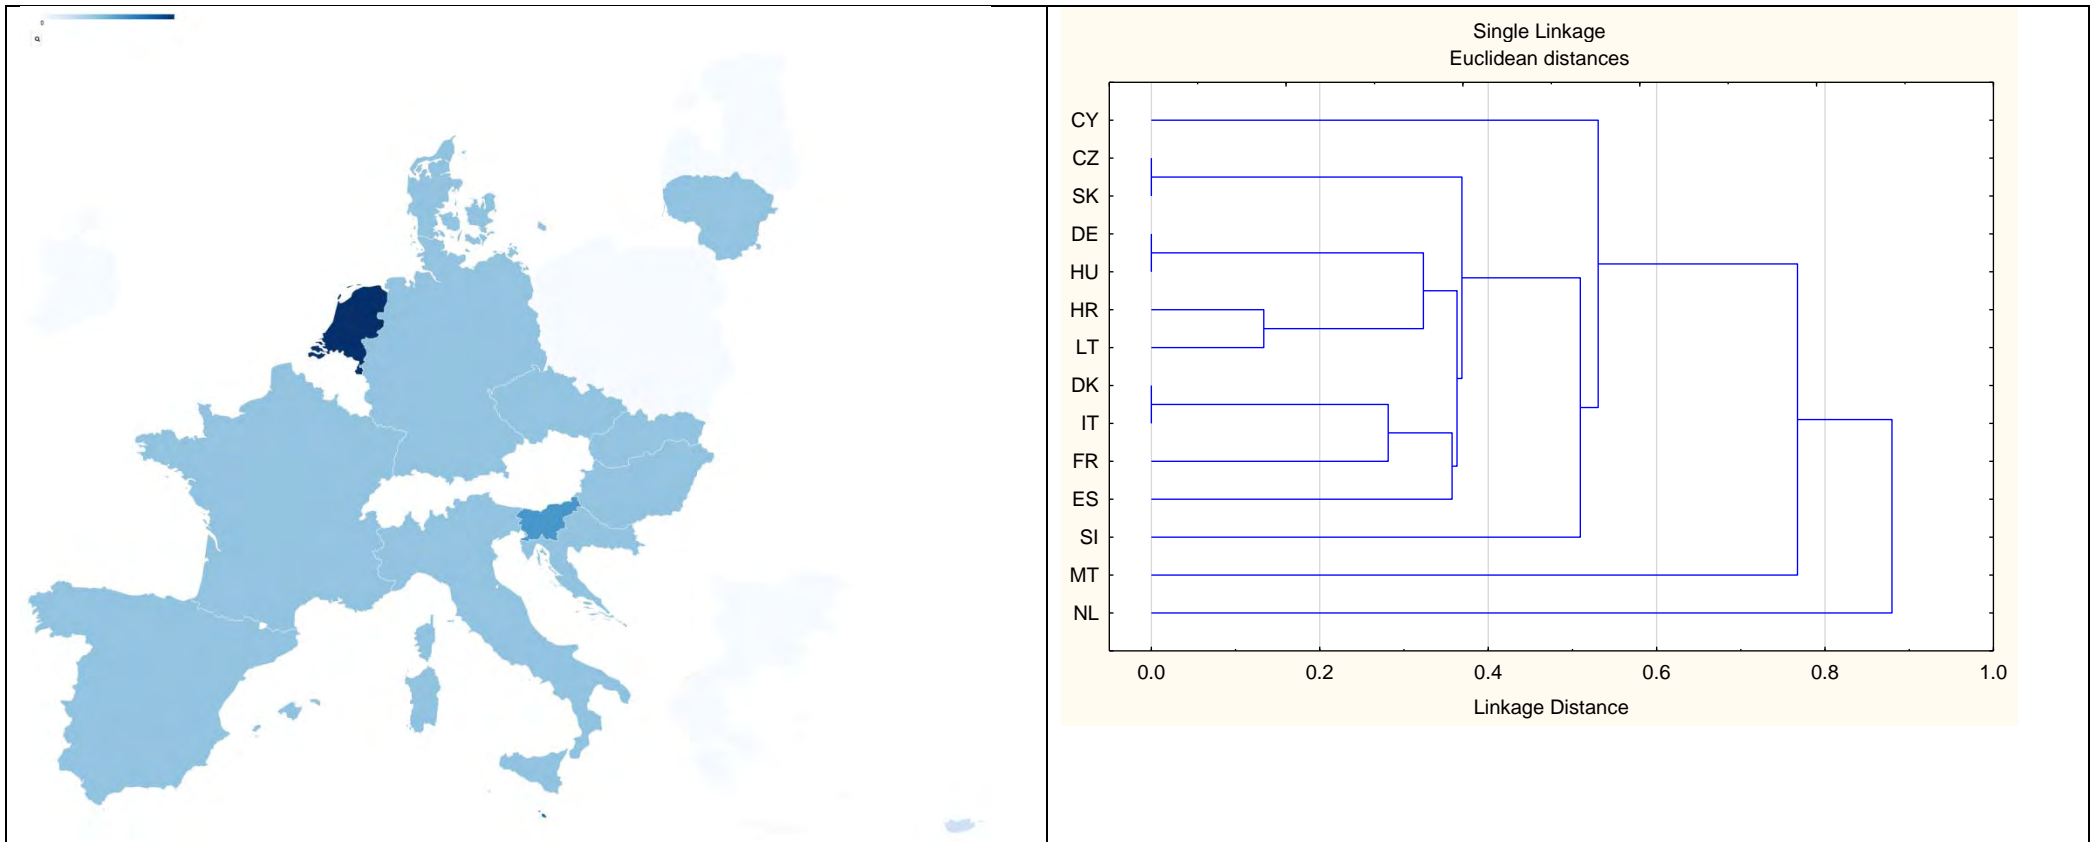 0
Single Linkage
Euclidean distances
CY
CZ
SK
DE
HU
HR
LT
DK
IT
FR
ES
SI
MT
NL
0.0 0.2 0.4 0.6 0.8 1.0
Linkage Distance